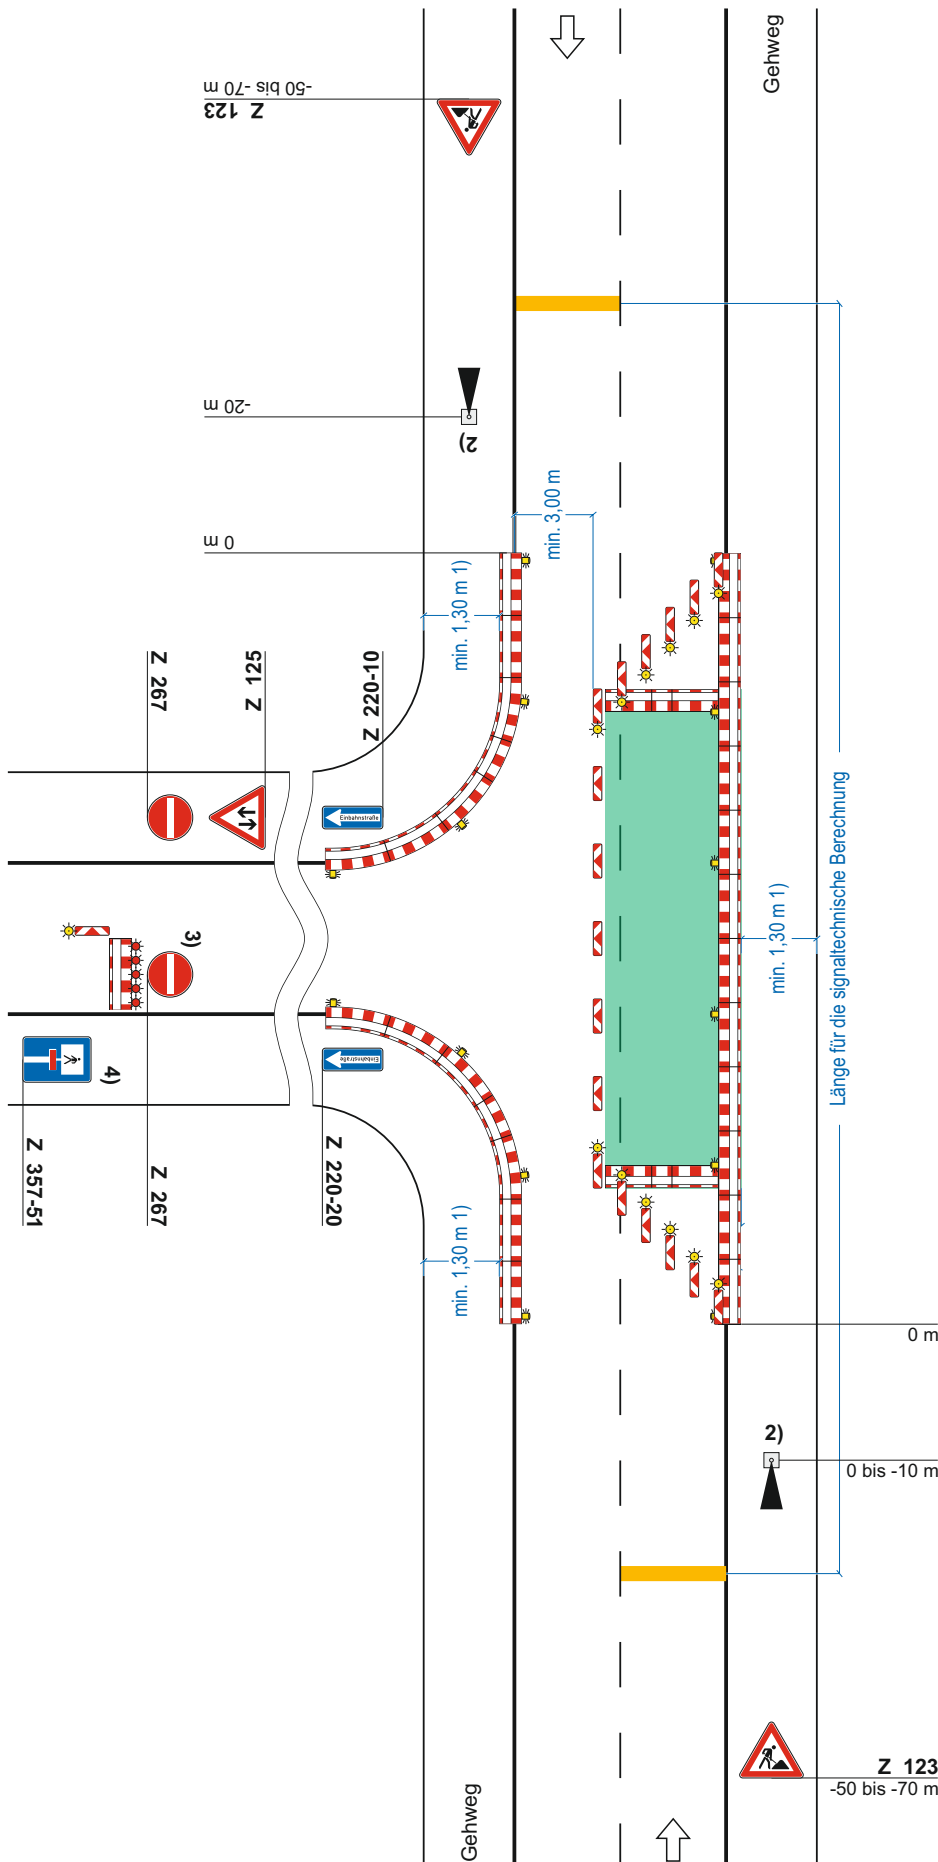 Gehweg
-50 bis -70 m
Z 123
-20 m
2)
0 m
min. 3,00 m
min. 1,30 m 1)
Z 267
Z 125
Z 220-10
Einbahnstraße
3)
4)
Einbahnstraße
Z 357-51
Z 267
Z 220-20
min. 1,30 m 1)
min. 1,30 m 1)
Länge für die signaltechnische Berechnung
0 m
2)
0 bis -10 m
Z 123
-50 bis -70 m
Gehweg